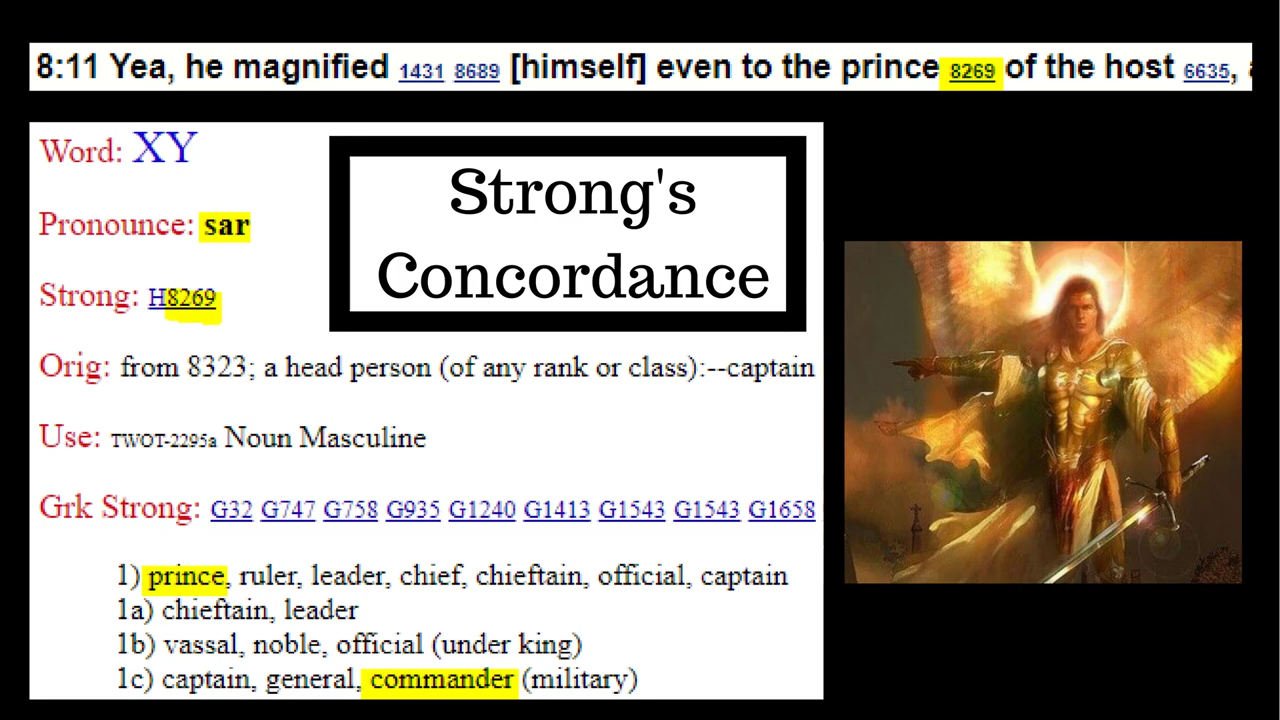 8:11 Yea, he magnified 1431 8689 [himself] even to the prince 8269 of the host 6635,
Word: XY
Strong's
Concordance
Pronounce: sar
Strong: H8269
Orig: from 8323; a head person (of any rank or class):--captain
Use: TWOT-2295a Noun Masculine
Grk Strong: G32 G747 G758 G935 G1240 G1413 G1543 G1543 G1658
1) prince, ruler, leader, chief, chieftain, official, captain
1a) chieftain, leader
1b) vassal, noble, official (under king)
1c) captain, general, commander (military)